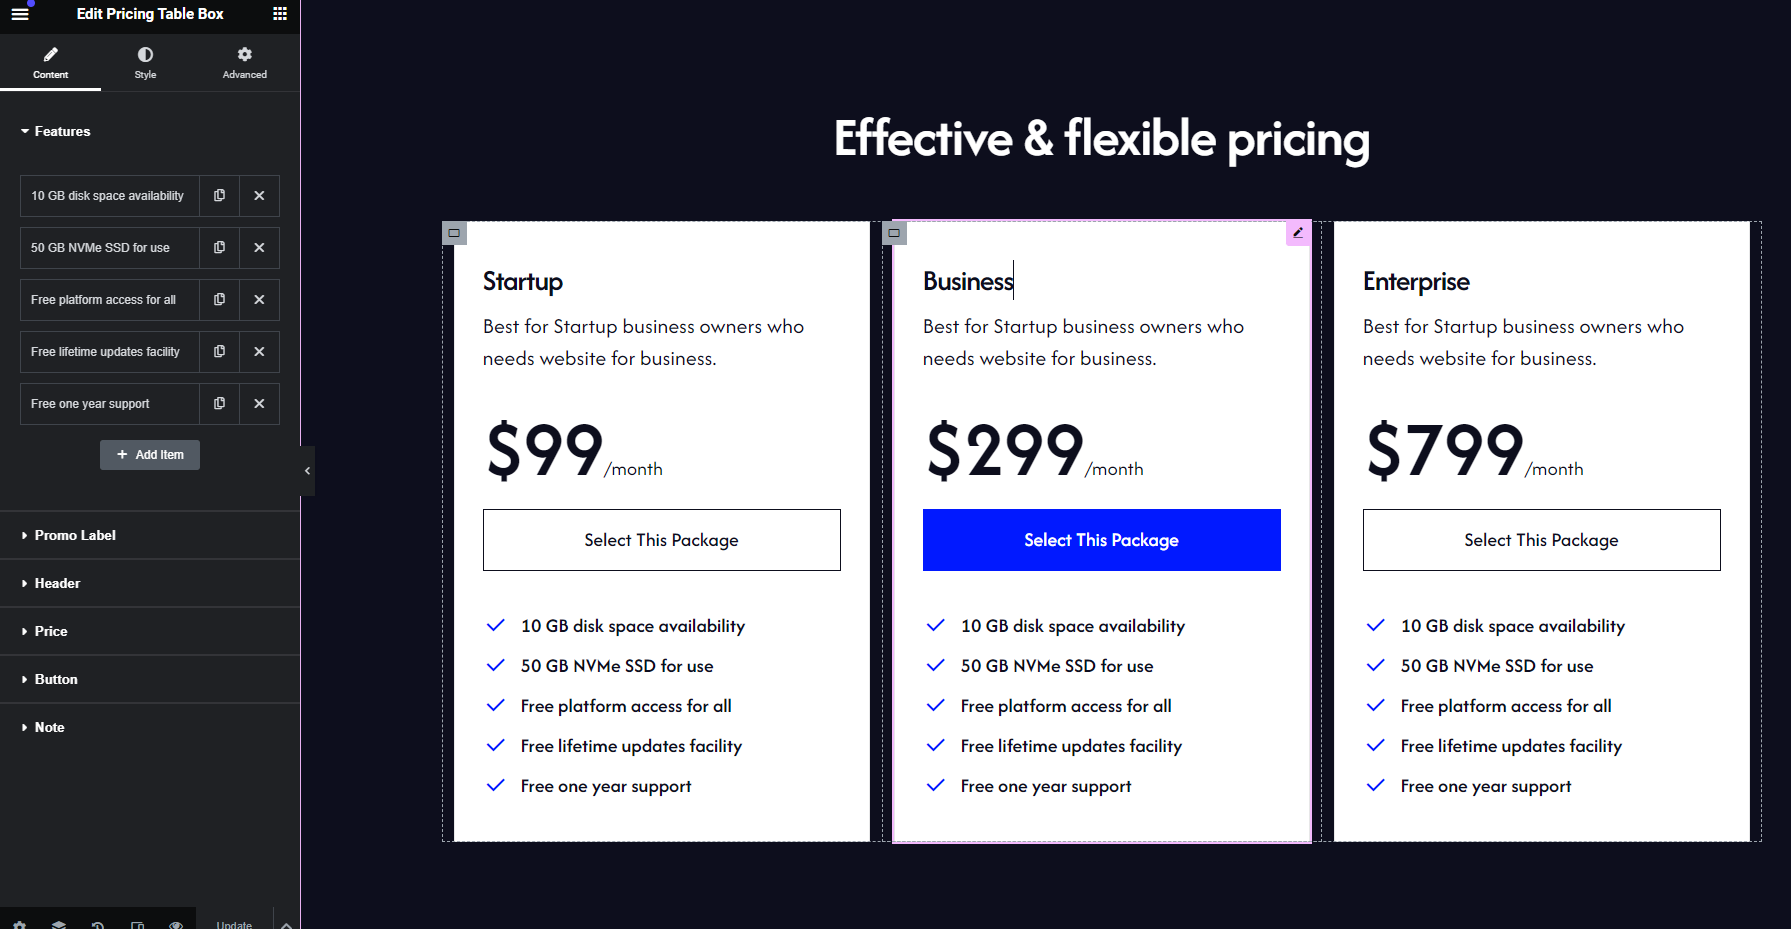 Edit Pricing Table Box
Content
Style
Advanced
Features
10 GB disk space availability
50 GB NVMe SSD for use
Free platform access for all
Free lifetime updates facility
Free one year support
Add Item
Promo Label
Header
Price
Button
Note
Update
Effective & flexible pricing
Startup
Best for Startup business owners who
needs website for business.
$99/month
Select This Package
10 GB disk space availability
50 GB NVMe SSD for use
Free platform access for all
Free lifetime updates facility
Free one year support
Business
Best for Startup business owners who
needs website for business.
$299/month
Select This Package
10 GB disk space availability
50 GB NVMe SSD for use
Free platform access for all
Free lifetime updates facility
Free one year support
Enterprise
Best for Startup business owners who
needs website for business.
$799/month
Select This Package
10 GB disk space availability
50 GB NVMe SSD for use
Free platform access for all
Free lifetime updates facility
Free one year support